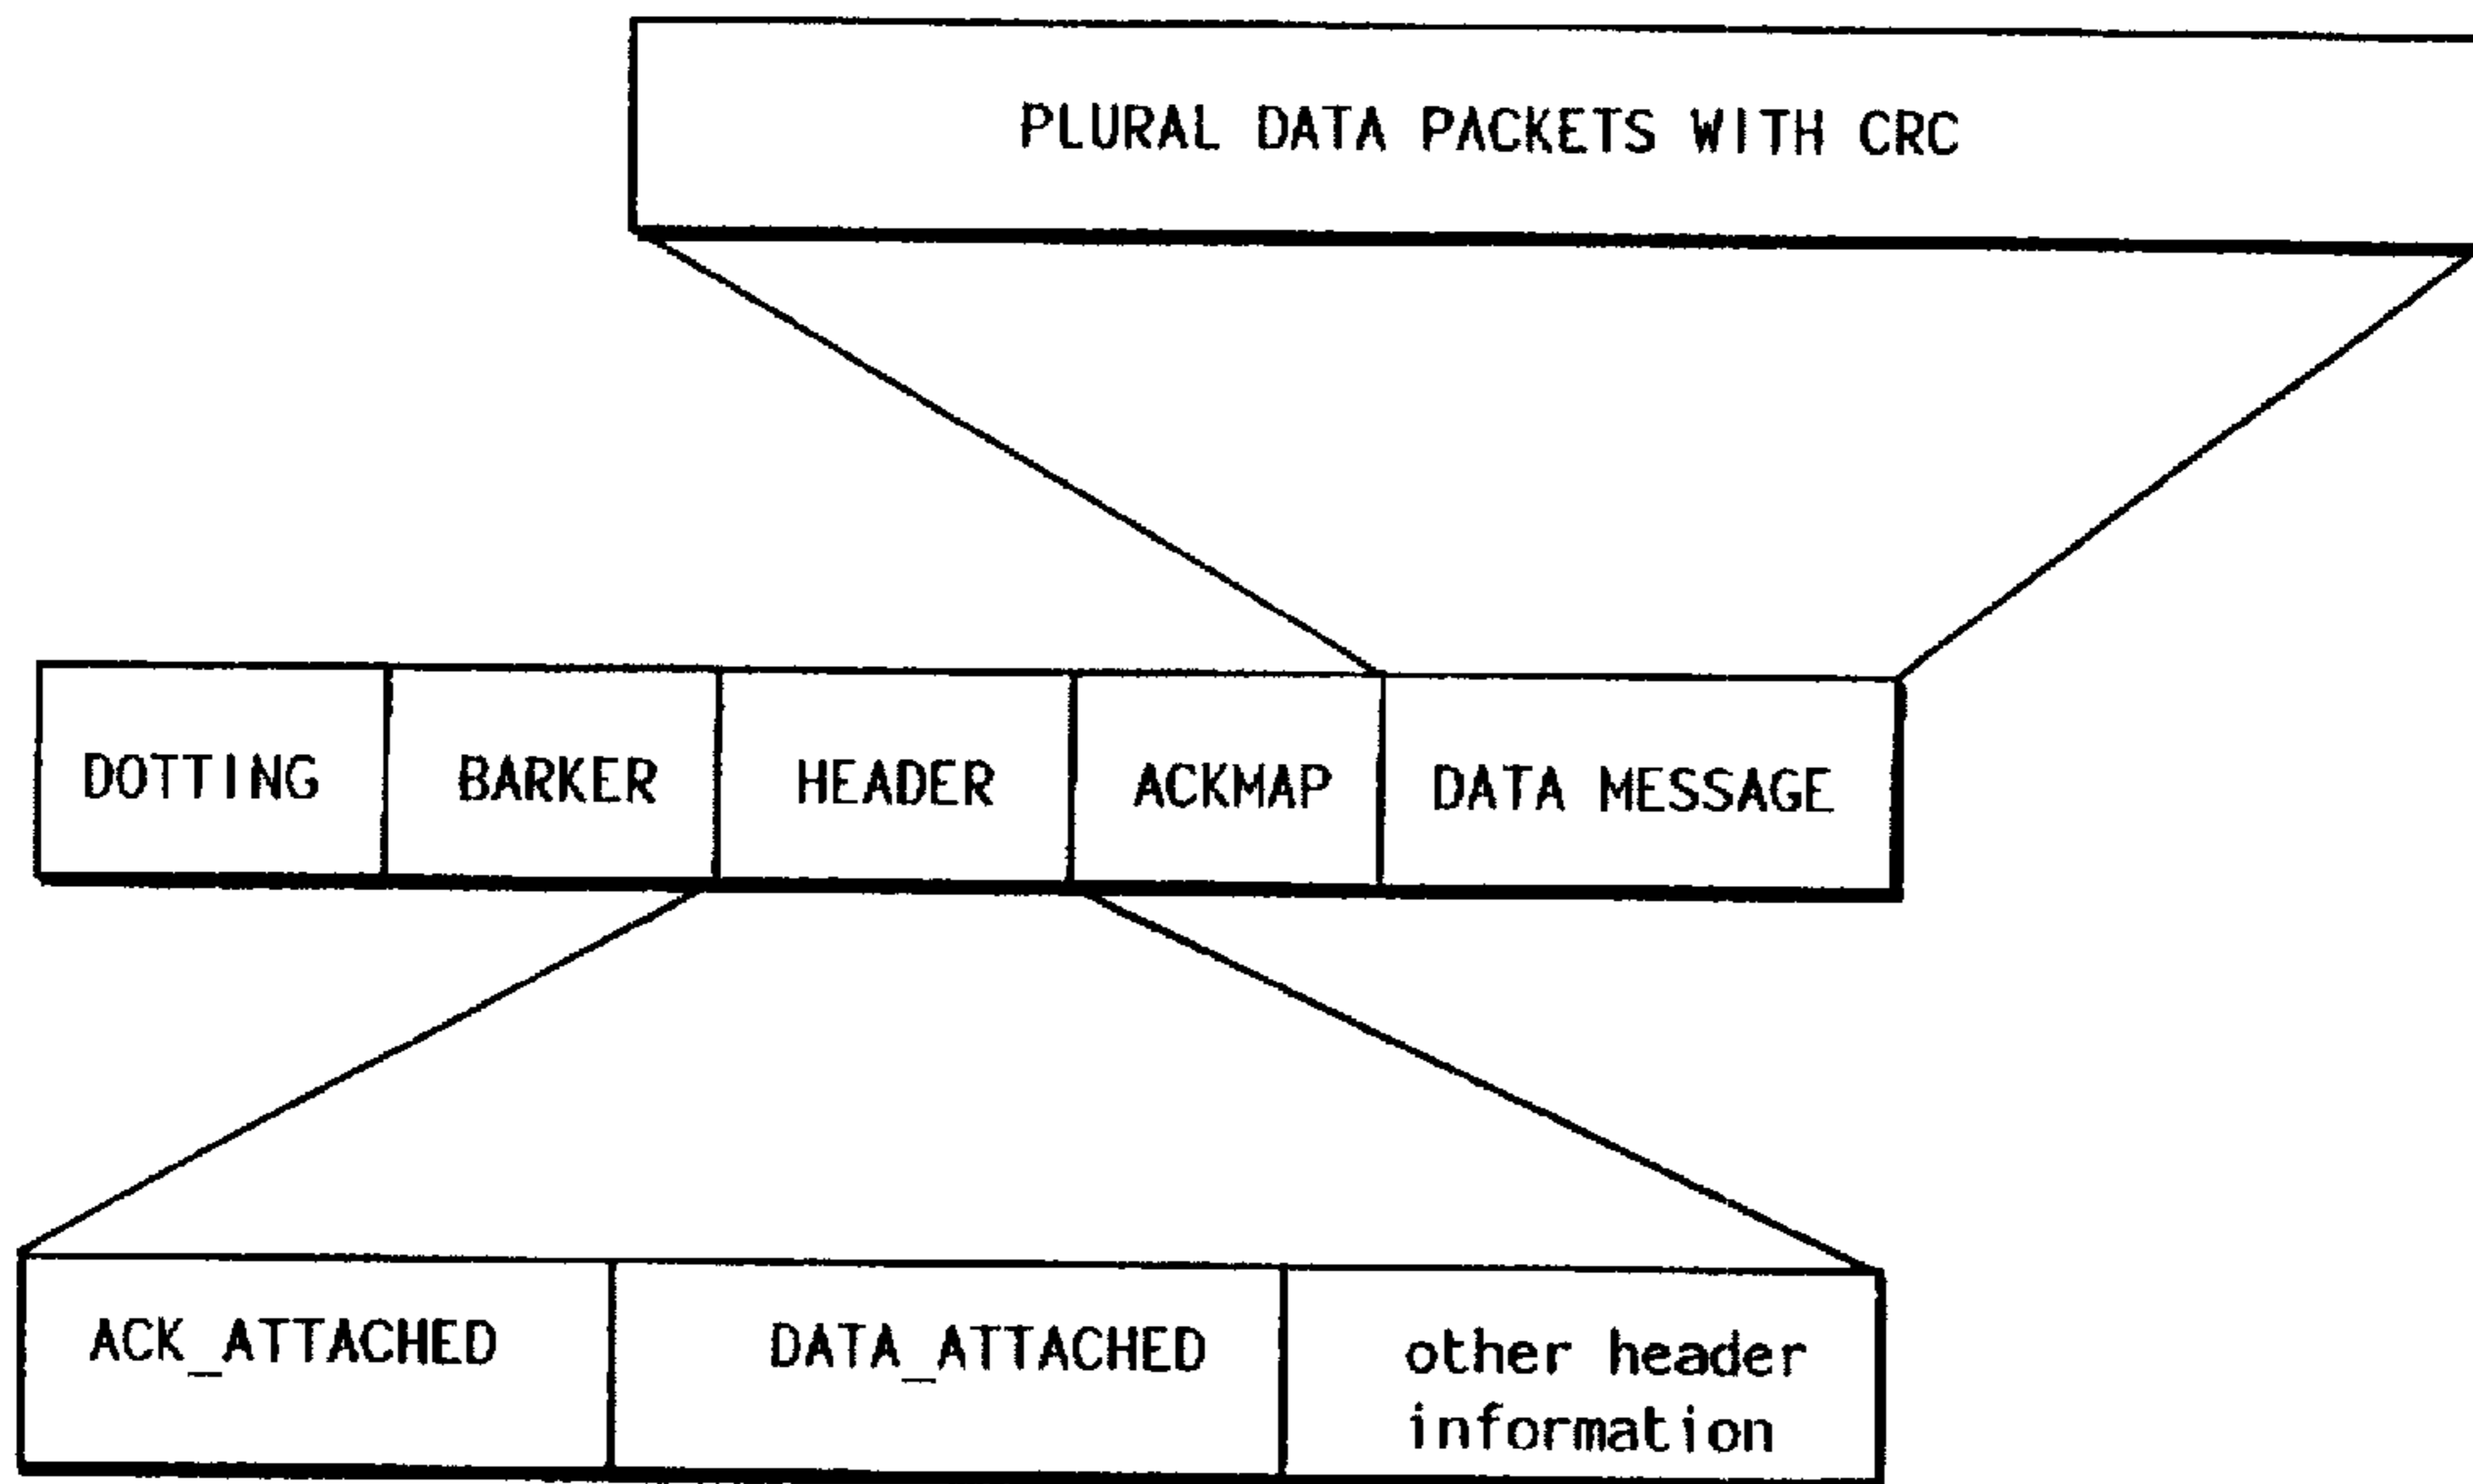 PLURAL DATA PACKETS WITH CRC
DOTTING
BARKER
HEADER
ACKMAP
DATA MESSAGE
ACK_ATTACHED
DATA_ATTACHED
other header
information